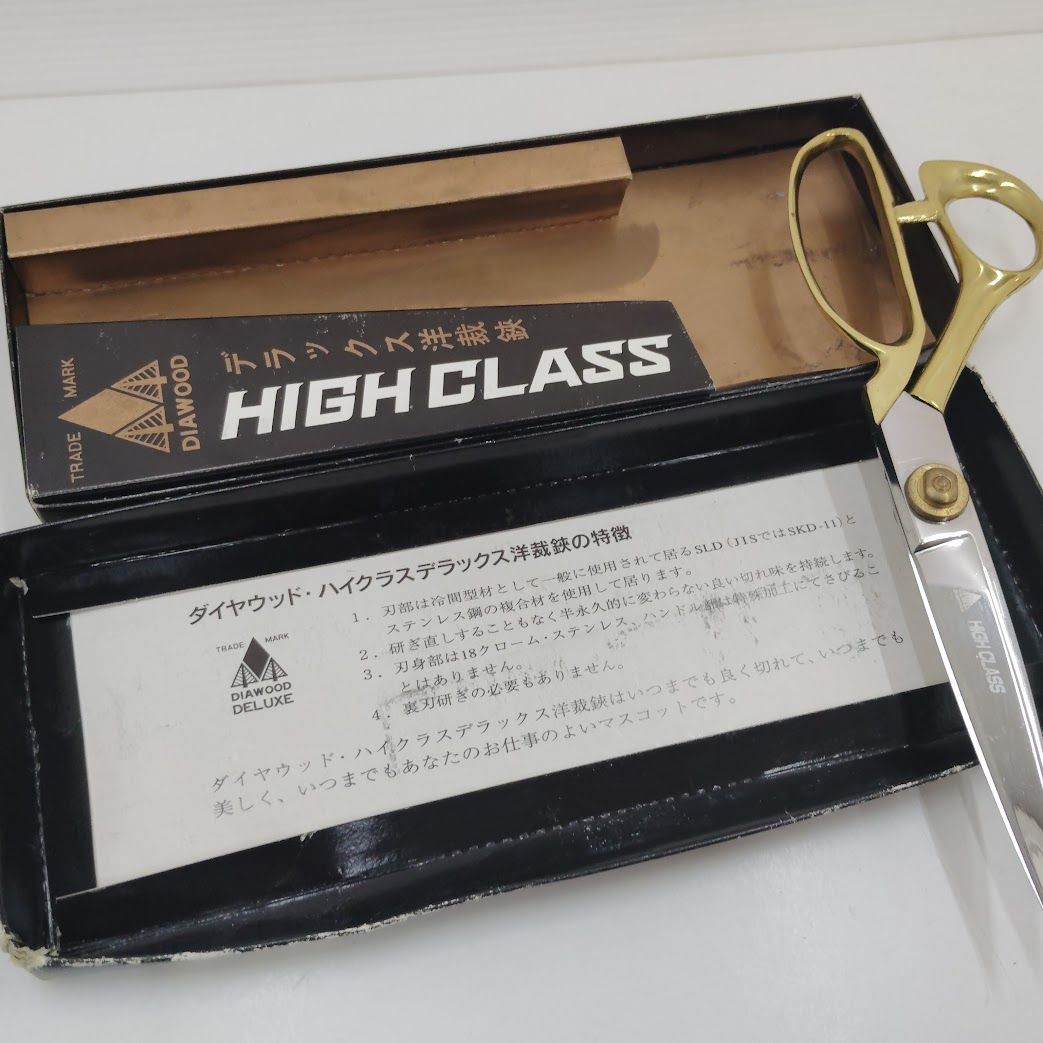 デラックス洋裁鋏
HIGH CLASS
TRADE MARK
DIAWOOD
ダイヤウッド・ハイクラスデラックス洋裁鋏の特徴
1．刃部は冷間型材として一般に使用されて居るSLD（JISではSKD-11）と
ステンレス鋼の複合材を使用して居ります。
2．研ぎ直しすることもなく半永久的に変わらない良い切れ味を持続します。
3．刃身部は18クローム・ステンレス、ハンドル部は特殊加工にてさびるこ
とはありません。
4．裏刃研ぎの必要もありません。
ダイヤウッド・ハイクラスデラックス洋裁鋏はいつまでも良く切れて、いつまでも
美しく、いつまでもあなたのお仕事のよいマスコットです。
TRADE MARK
DIAWOOD
DELUXE
HIGH CLASS